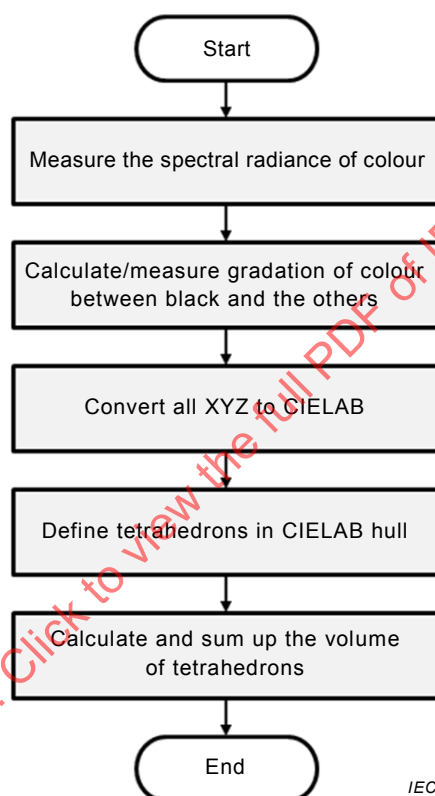 Start
Measure the spectral radiance of colour
Calculate/measure gradation of colour
between black and the others
Convert all XYZ to CIELAB
Define tetrahedrons in CIELAB hull
Calculate and sum up the volume
of tetrahedrons
End
IEC
Click to view the full PDF of